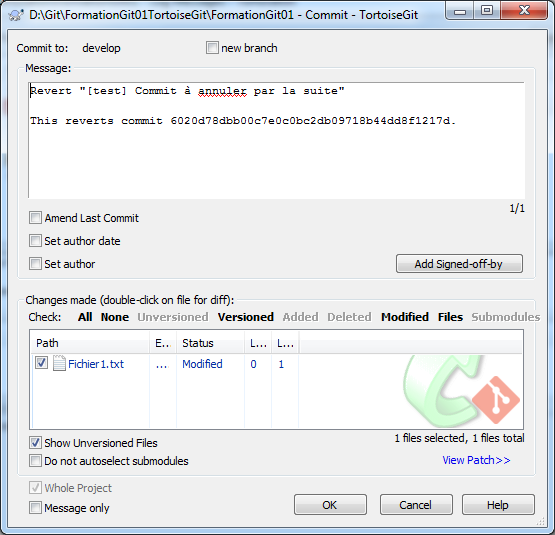 D:\Git\FormationGit01TortoiseGit\FormationGit01 - Commit - TortoiseGit
Commit to: develop new branch
Message:
Revert "[test] Commit à annuler par la suite"
This reverts commit 6020d78dbb00c7e0c0bc2db09718b44dd8f1217d.
1/1
Amend Last Commit
Set author date
Set author Add Signed-off-by
Changes made (double-click on file for diff):
Check: All None Unversioned Versioned Added Deleted Modified Files Submodules
Path E... Status L... L...
Fichier1.txt ... Modified 0 1
Show Unversioned Files 1 files selected, 1 files total
Do not autoselect submodules View Patch>>
Whole Project
Message only OK Cancel Help